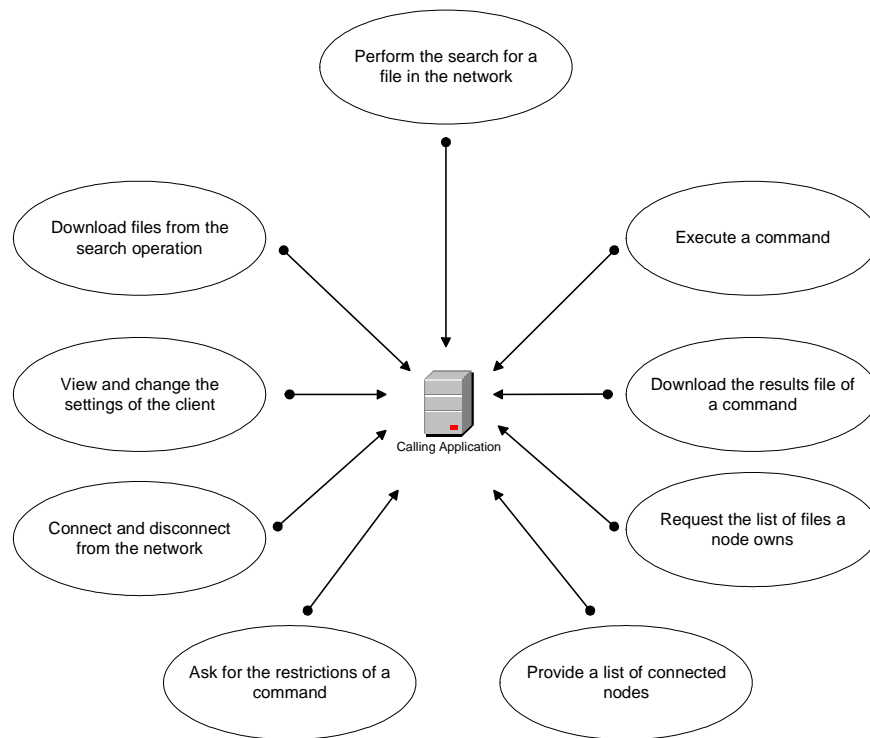 Perform the search for a
file in the network
Download files from the
search operation
Execute a command
View and change the
settings of the client
Download the results file of
a command
Calling Application
Connect and disconnect
from the network
Request the list of files a
node owns
Ask for the restrictions of a
command
Provide a list of connected
nodes